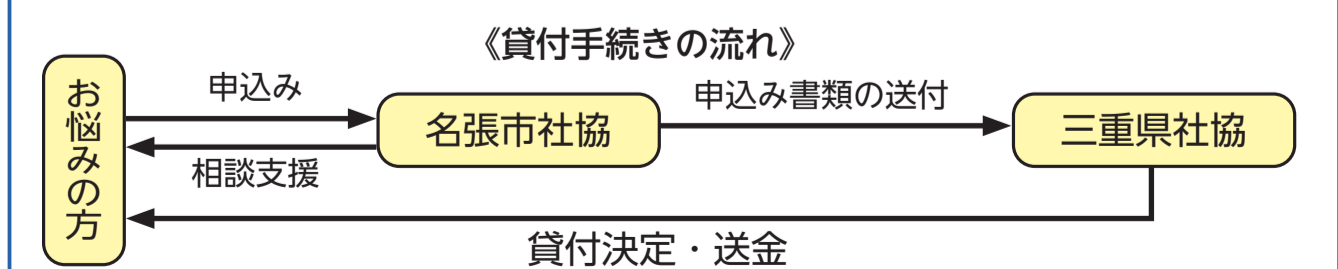 《貸付手続きの流れ》
お悩みの方
申込み
名張市社協
申込み書類の送付
三重県社協
相談支援
貸付決定・送金